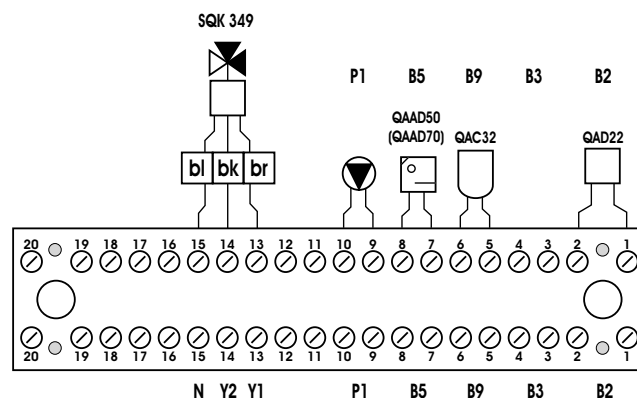 SQK 349
P1 B5 B9 B3 B2
QAAD50
(QAAD70) QAC32 QAD22
bl bk br
20 19 18 17 16 15 14 13 12 11 10 9 8 7 6 5 4 3 2 1
20 19 18 17 16 15 14 13 12 11 10 9 8 7 6 5 4 3 2 1
N Y2 Y1 P1 B5 B9 B3 B2